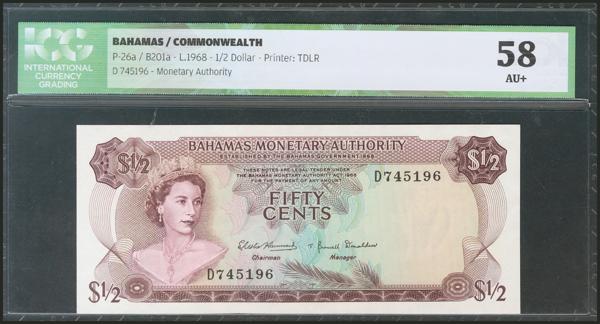 ICG
INTERNATIONAL
CURRENCY
GRADING
BAHAMAS / COMMONWEALTH
P-26a / B201a - L.1968 - 1/2 Dollar - Printer: TDLR
D 745196 - Monetary Authority
58
AU+
BAHAMAS MONETARY AUTHORITY
ESTABLISHED BY THE BAHAMAS GOVERNMENT 1968
THESE NOTES ARE LEGAL TENDER UNDER
THE BAHAMAS MONETARY AUTHORITY ACT 1968
FOR THE PAYMENT OF ANY AMOUNT
$1/2
$1/2
D745196
FIFTY
CENTS
T. Donaldson
Chairman
Manager
D745196
$1/2
$1/2